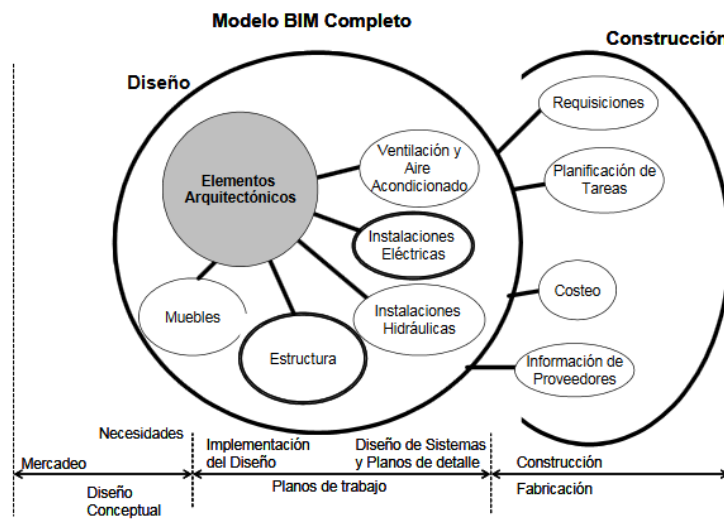 Modelo BIM Completo
Construcción
Diseño
Requisiciones
Ventilación y
Aire
Acondicionado
Elementos
Arquitectónicos
Planificación de
Tareas
Instalaciones
Eléctricas
Muebles
Instalaciones
Hidráulicas
Costeo
Estructura
Información de
Proveedores
Necesidades
Implementación
del Diseño
Diseño de Sistemas
y Planos de detalle
Mercadeo
Construcción
Diseño
Conceptual
Planos de trabajo
Fabricación